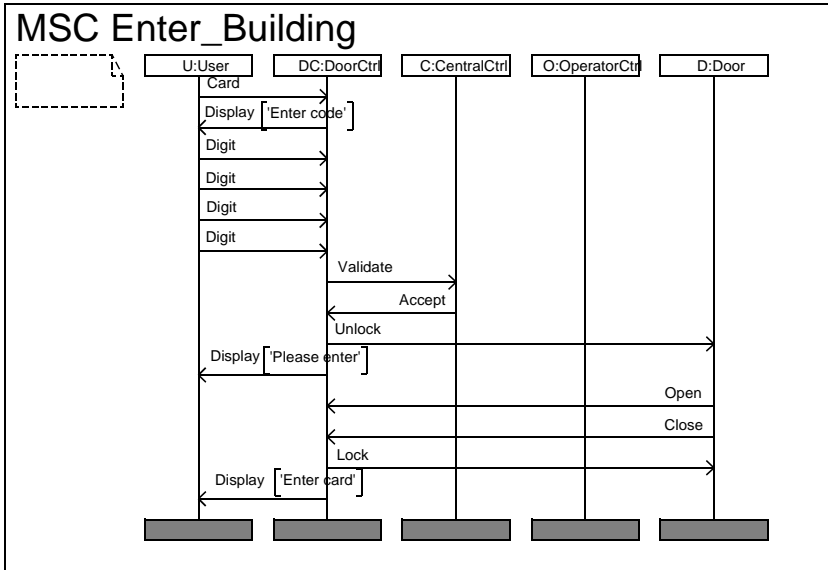 MSC Enter_Building
U:User DC:DoorCtrl C:CentralCtrl O:OperatorCtrl D:Door
Card
Display 'Enter code'
Digit
Digit
Digit
Digit
Validate
Accept
Unlock
Display 'Please enter'
Open
Close
Lock
Display 'Enter card'